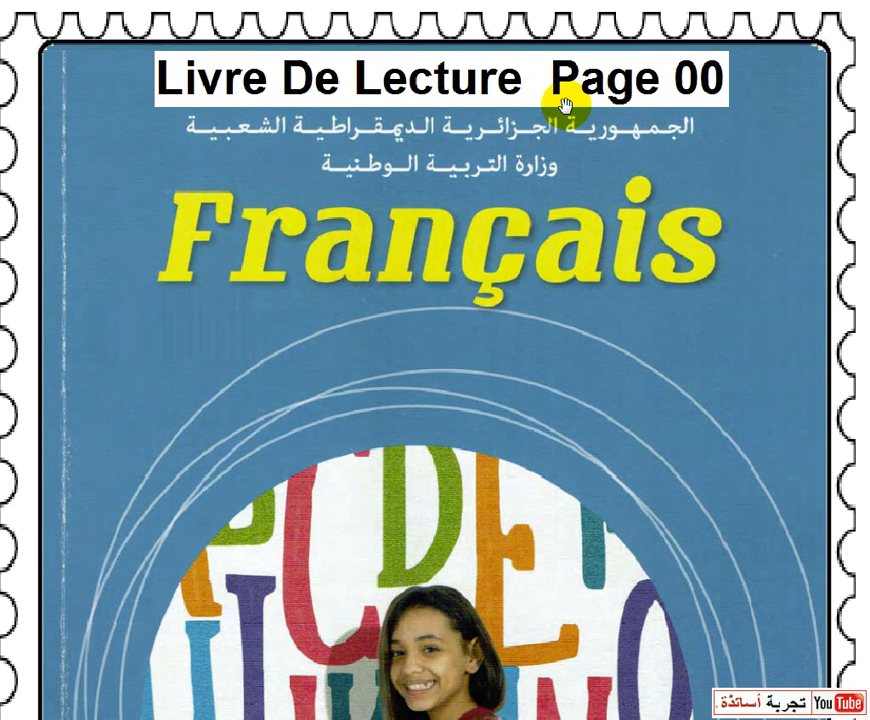 Livre De Lecture Page 00
الجمهورية الجزائرية الديمقراطية الشعبية
وزارة التربية الوطنية
Français
C D E
تجربة أساتذة . YouTube